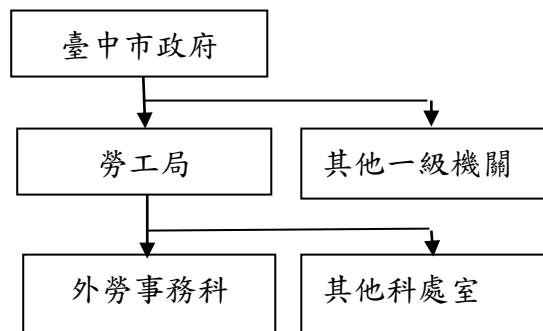 臺中市政府
勞工局
其他一級機關
外勞事務科
其他科處室